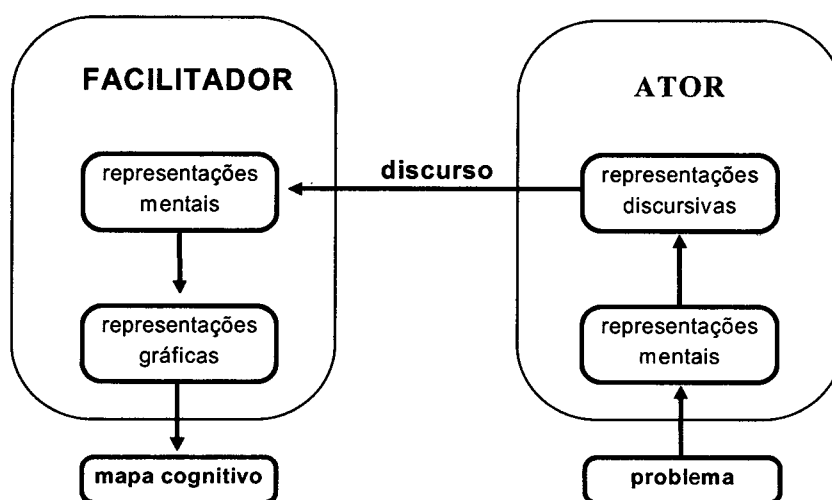 FACILITADOR
representações
mentais
representações
gráficas
mapa cognitivo
discurso
ATOR
representações
discursivas
representações
mentais
problema